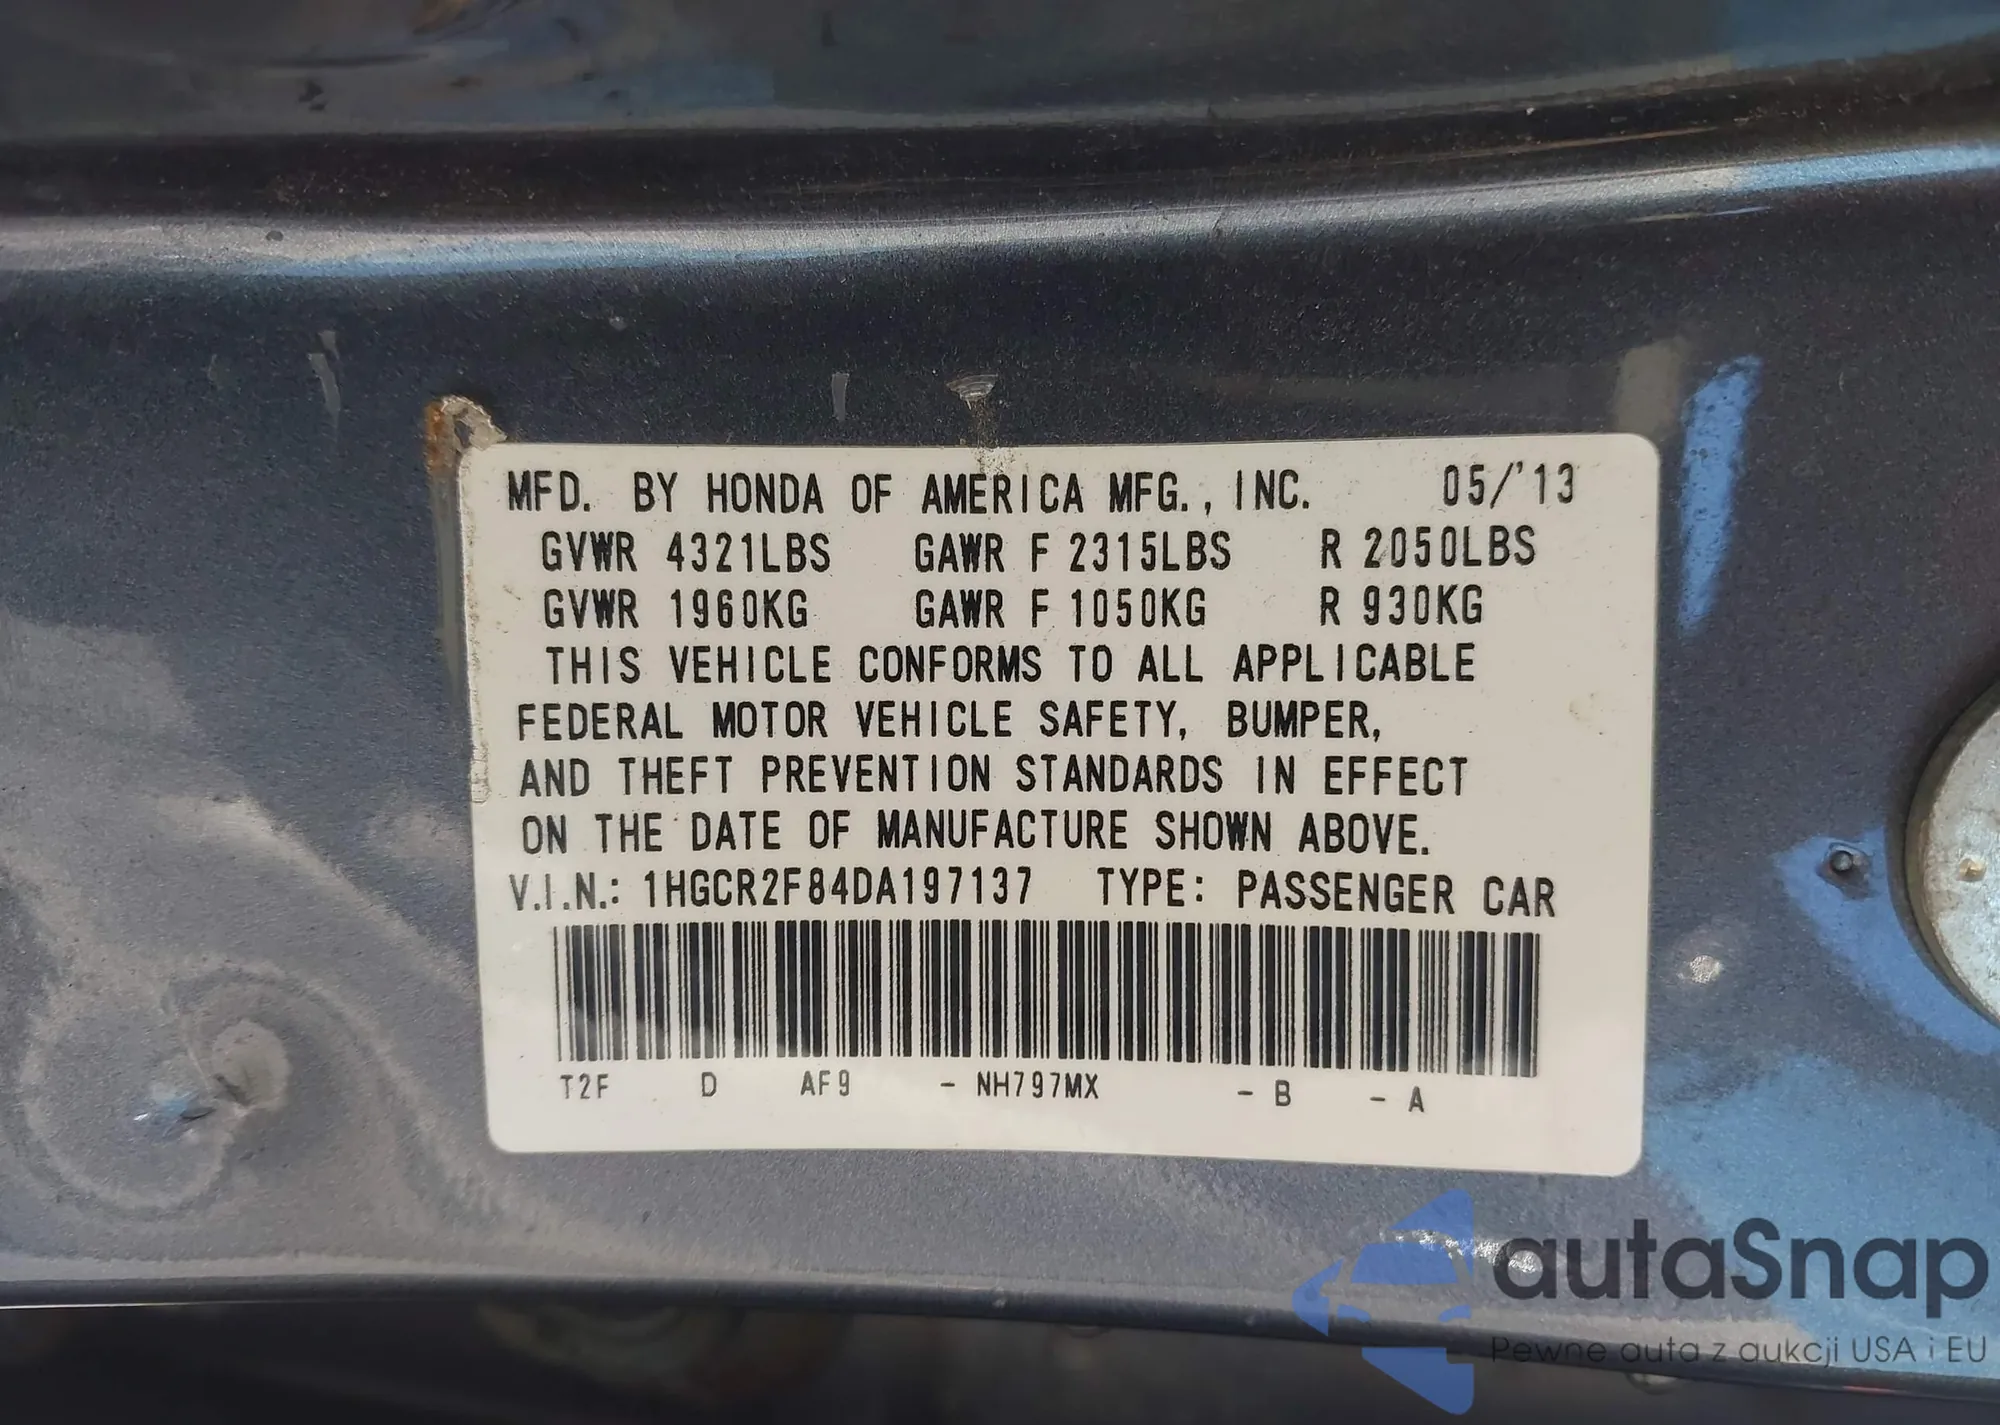 MFD. BY HONDA OF AMERICA MFG., INC. 05/'13
GVWR 4321LBS GAWR F 2315LBS R 2050LBS
GVWR 1960KG GAWR F 1050KG R 930KG
THIS VEHICLE CONFORMS TO ALL APPLICABLE
FEDERAL MOTOR VEHICLE SAFETY, BUMPER,
AND THEFT PREVENTION STANDARDS IN EFFECT
ON THE DATE OF MANUFACTURE SHOWN ABOVE.
V.I.N.: 1HGCR2F84DA197137 TYPE: PASSENGER CAR
T2F D AF9 - NH797MX - B - A
autaSnap
Pewne auta z aukcji USA i EU